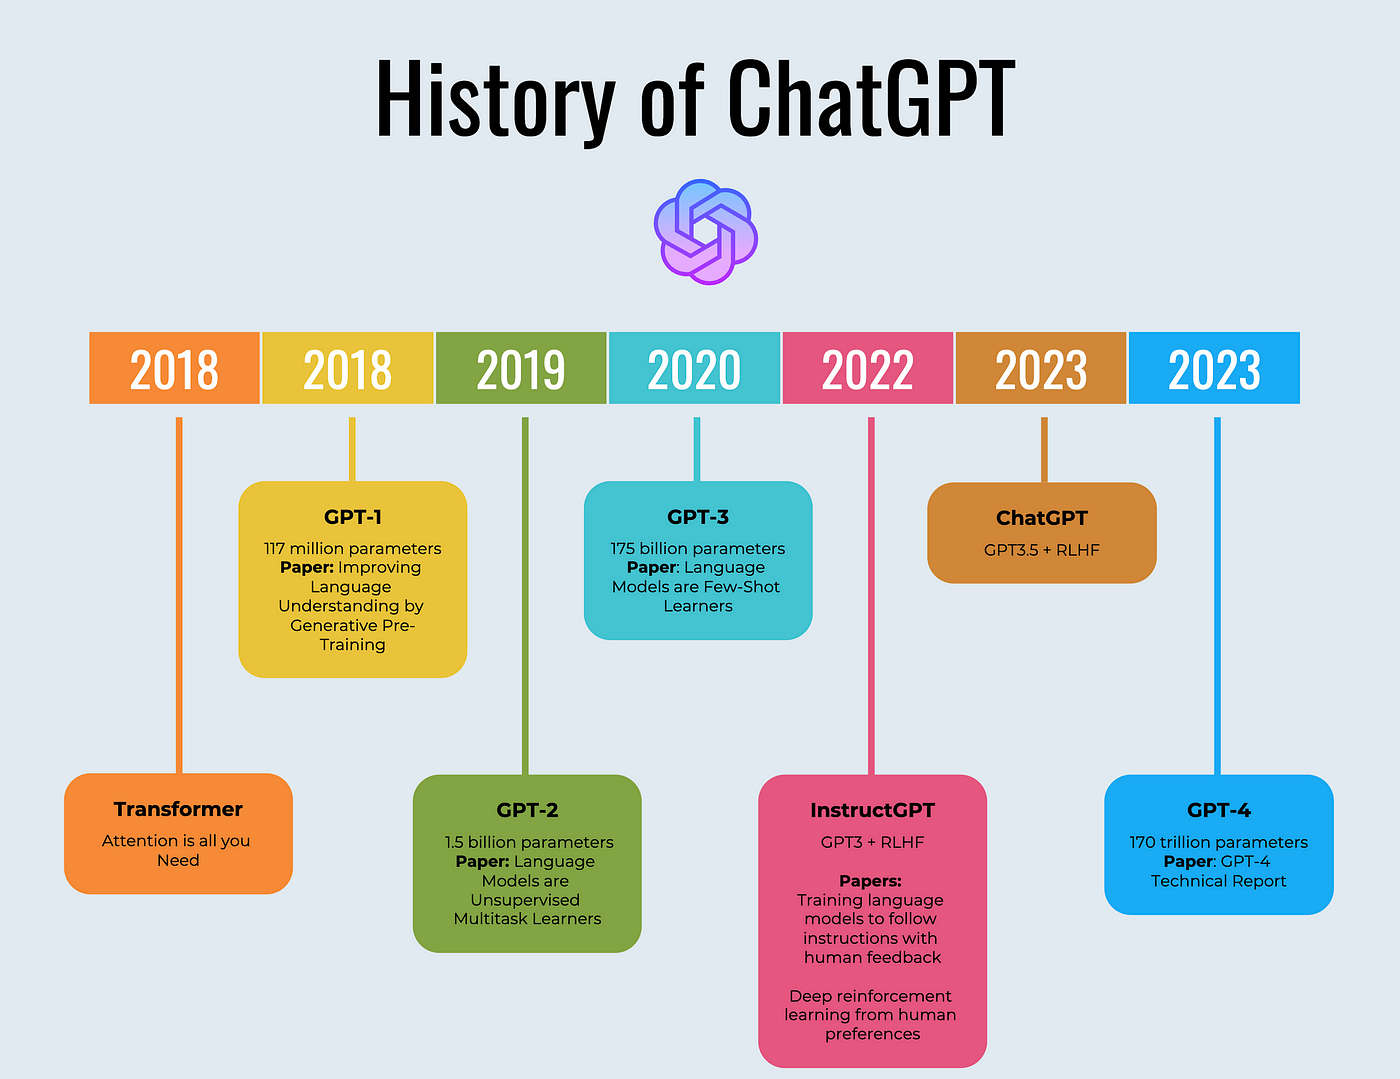 History of ChatGPT
2018
2018
2019
2020
2022
2023
2023
Transformer
Attention is all you
Need
GPT-1
117 million parameters
Paper: Improving
Language
Understanding by
Generative Pre-
Training
GPT-2
1.5 billion parameters
Paper: Language
Models are
Unsupervised
Multitask Learners
GPT-3
175 billion parameters
Paper: Language
Models are Few-Shot
Learners
InstructGPT
GPT3 + RLHF
Papers:
Training language
models to follow
instructions with
human feedback
Deep reinforcement
learning from human
preferences
ChatGPT
GPT3.5 + RLHF
GPT-4
170 trillion parameters
Paper: GPT-4
Technical Report